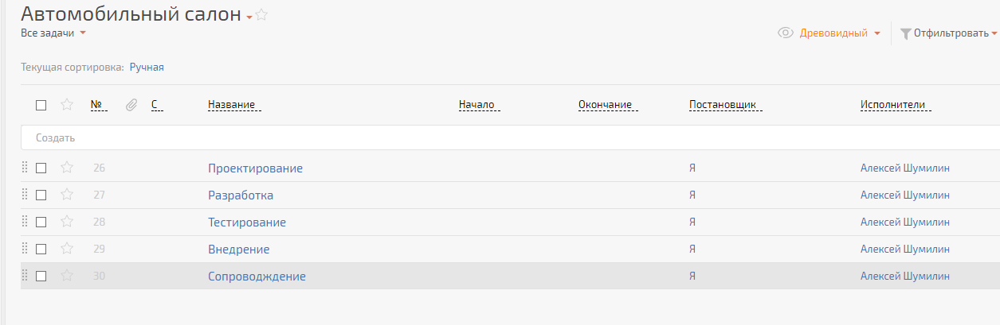 Автомобильный салон
Все задачи
Древовидный Отфильтровать
Текущая сортировка: Ручная
№ С Название Начало Окончание Постановщик Исполнители
Создать
26 Проектирование Я Алексей Шумилин
27 Разработка Я Алексей Шумилин
28 Тестирование Я Алексей Шумилин
29 Внедрение Я Алексей Шумилин
30 Сопроводждение Я Алексей Шумилин